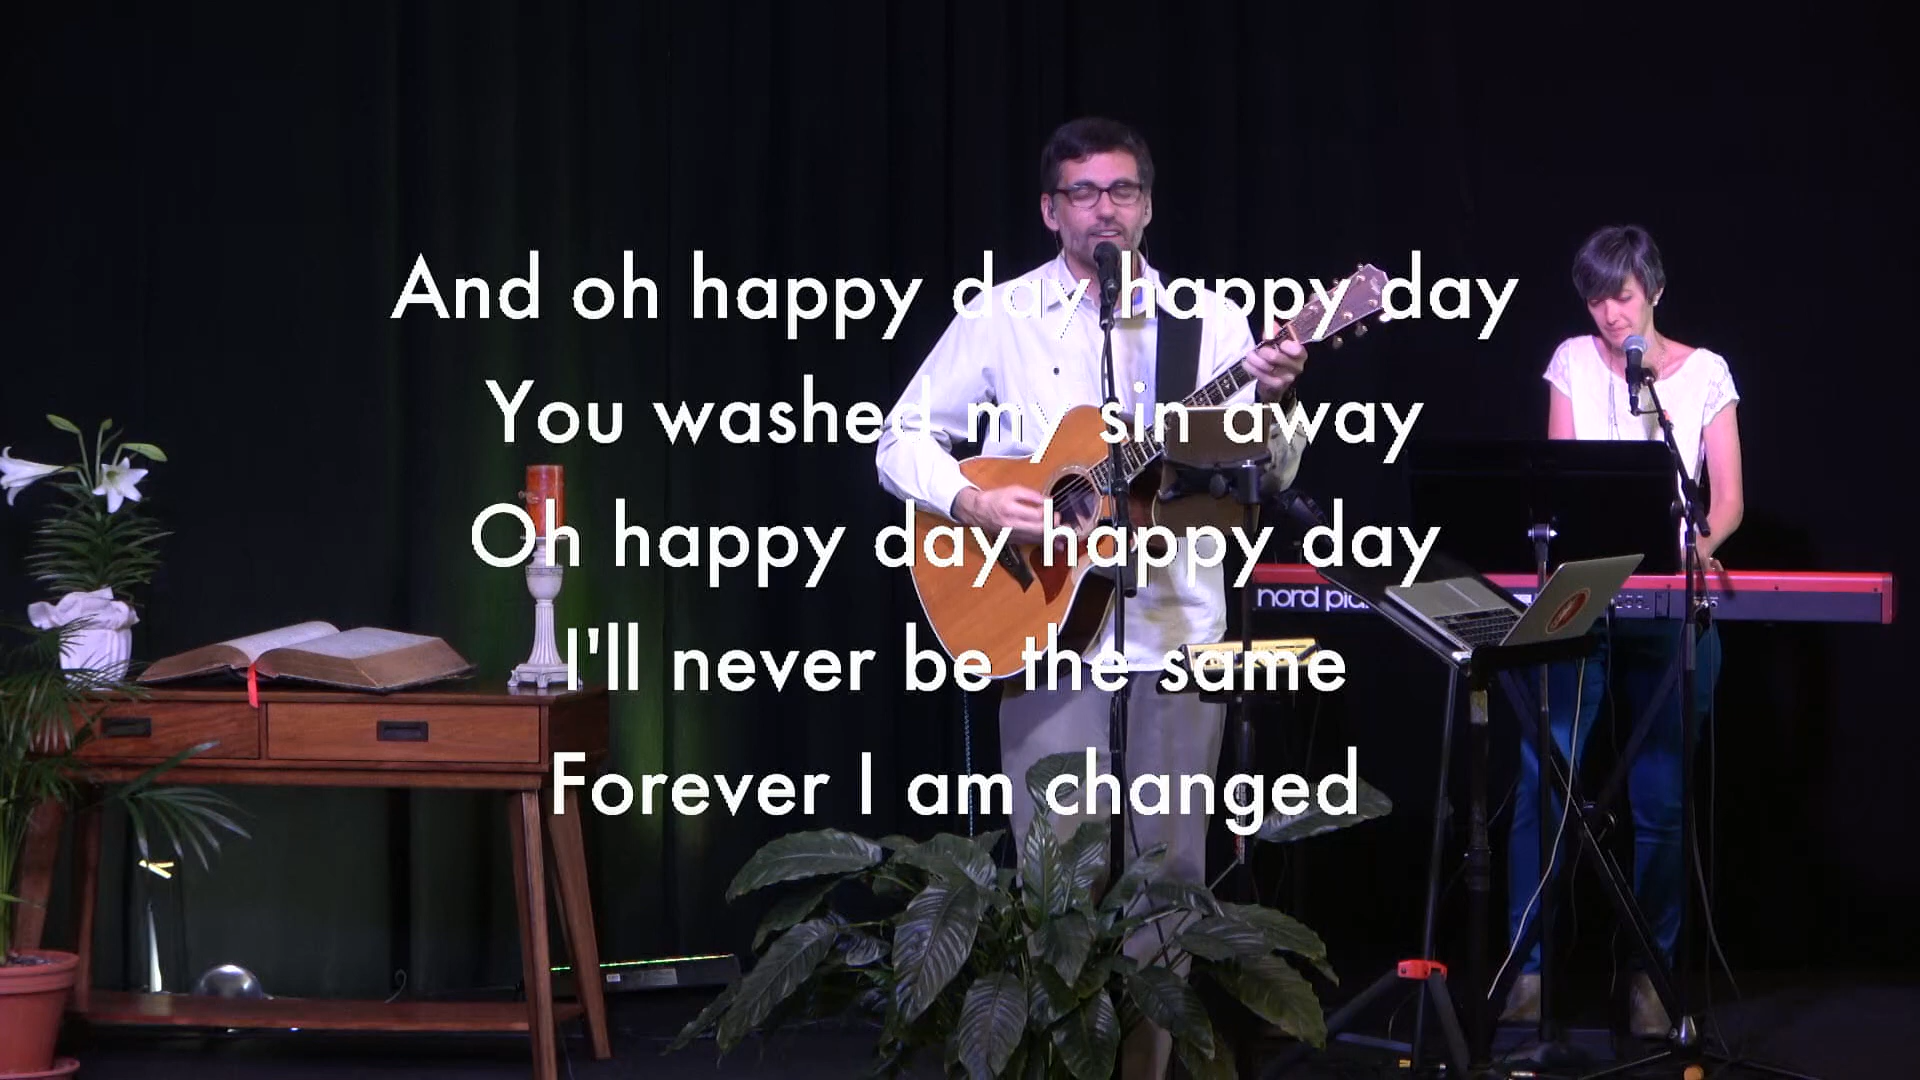 And oh happy day happy day
You washed my sin away
Oh happy day happy day
I'll never be the same
Forever I am changed
nord